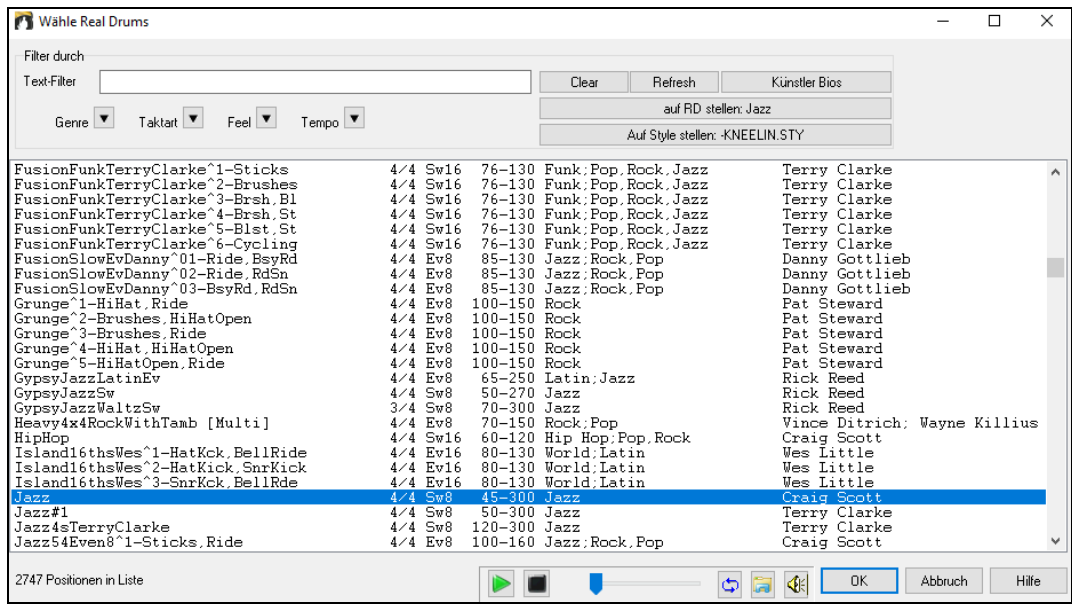 Wähle Real Drums
Filter durch
Text-Filter Clear Refresh Künstler Bios
auf RD stellen: Jazz
Genre Taktart Feel Tempo
Auf Style stellen: -KNEELIN.STY
FusionFunkTerryClarke^1-Sticks 4/4 Sw16 76-130 Funk;Pop,Rock,Jazz Terry Clarke
FusionFunkTerryClarke^2-Brushes 4/4 Sw16 76-130 Funk;Pop,Rock,Jazz Terry Clarke
FusionFunkTerryClarke^3-Brsh,Bl 4/4 Sw16 76-130 Funk;Pop,Rock,Jazz Terry Clarke
FusionFunkTerryClarke^4-Brsh,St 4/4 Sw16 76-130 Funk;Pop,Rock,Jazz Terry Clarke
FusionFunkTerryClarke^5-Blst,St 4/4 Sw16 76-130 Funk;Pop,Rock,Jazz Terry Clarke
FusionFunkTerryClarke^6-Cycling 4/4 Sw16 76-130 Funk;Pop,Rock,Jazz Terry Clarke
FusionSlowEvDanny^01-Ride,BsyRd 4/4 Ev8 85-130 Jazz;Rock,Pop Danny Gottlieb
FusionSlowEvDanny^02-Ride,RdSn 4/4 Ev8 85-130 Jazz;Rock,Pop Danny Gottlieb
FusionSlowEvDanny^03-BsyRd,RdSn 4/4 Ev8 85-130 Jazz;Rock,Pop Danny Gottlieb
Grunge^1-HiHat,Ride 4/4 Ev8 100-150 Rock Pat Steward
Grunge^2-Brushes,HiHatOpen 4/4 Ev8 100-150 Rock Pat Steward
Grunge^3-Brushes,Ride 4/4 Ev8 100-150 Rock Pat Steward
Grunge^4-HiHat,HiHatOpen 4/4 Ev8 100-150 Rock Pat Steward
Grunge^5-HiHatOpen,Ride 4/4 Ev8 100-150 Rock Pat Steward
GypsyJazzLatinEv 4/4 Ev8 65-250 Latin;Jazz Rick Reed
GypsyJazzSw 4/4 Sw8 50-270 Jazz Rick Reed
GypsyJazzWaltzSw 3/4 Sw8 70-300 Jazz Rick Reed
Heavy4x4RockWithTamb [Multi] 4/4 Ev8 70-150 Rock;Pop Vince Ditrich; Wayne Killius
HipHop 4/4 Sw16 60-120 Hip Hop;Pop,Rock Craig Scott
Island16thsWes^1-HatKck,BellRide 4/4 Ev16 80-130 World;Latin Wes Little
Island16thsWes^2-HatKick,SnrKick 4/4 Ev16 80-130 World;Latin Wes Little
Island16thsWes^3-SnrKck,BellRde 4/4 Ev16 80-130 World;Latin Wes Little
Jazz 4/4 Sw8 45-300 Jazz Craig Scott
Jazz#1 4/4 Sw8 50-300 Jazz Terry Clarke
Jazz4sTerryClarke 4/4 Sw8 120-300 Jazz Terry Clarke
Jazz54Even8^1-Sticks,Ride 4/4 Ev8 100-160 Jazz;Rock,Pop Craig Scott
2747 Positionen in Liste OK Abbruch Hilfe